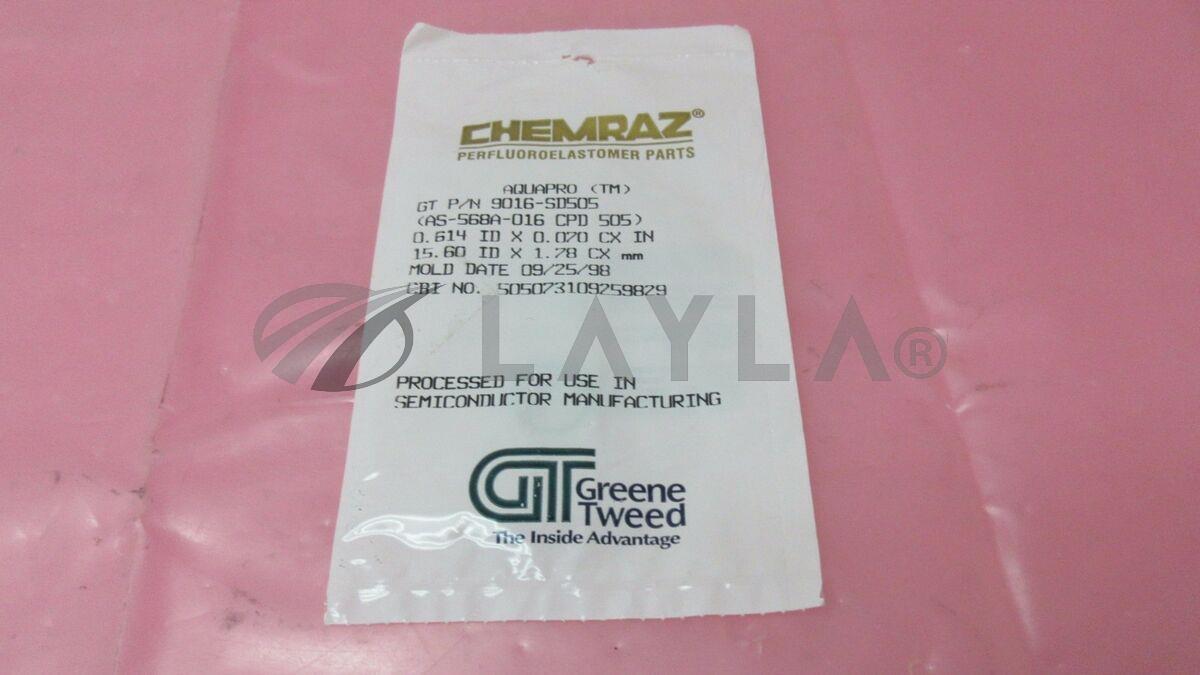 CHEMRAZ®
PERFLUOROELASTOMER PARTS
AQUAPRO (TM)
GT P/N 9016-SD505
(AS-568A-016 CPD 505)
0.614 ID X 0.070 CX IN
15.60 ID X 1.78 CX mm
MOLD DATE 09/25/98
CBI NO. 505073109259829
LAYLA®
PROCESSED FOR USE IN
SEMICONDUCTOR MANUFACTURING
GT Greene
Tweed
The Inside Advantage